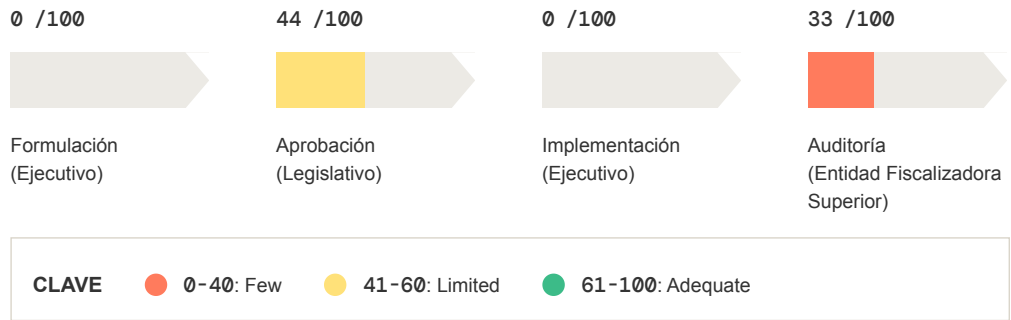 0 /100
44 /100
0 /100
33 /100
Formulación
(Ejecutivo)
Aprobación
(Legislativo)
Implementación
(Ejecutivo)
Auditoría
(Entidad Fiscalizadora
Superior)
CLAVE
0-40: Few
41-60: Limited
61-100: Adequate